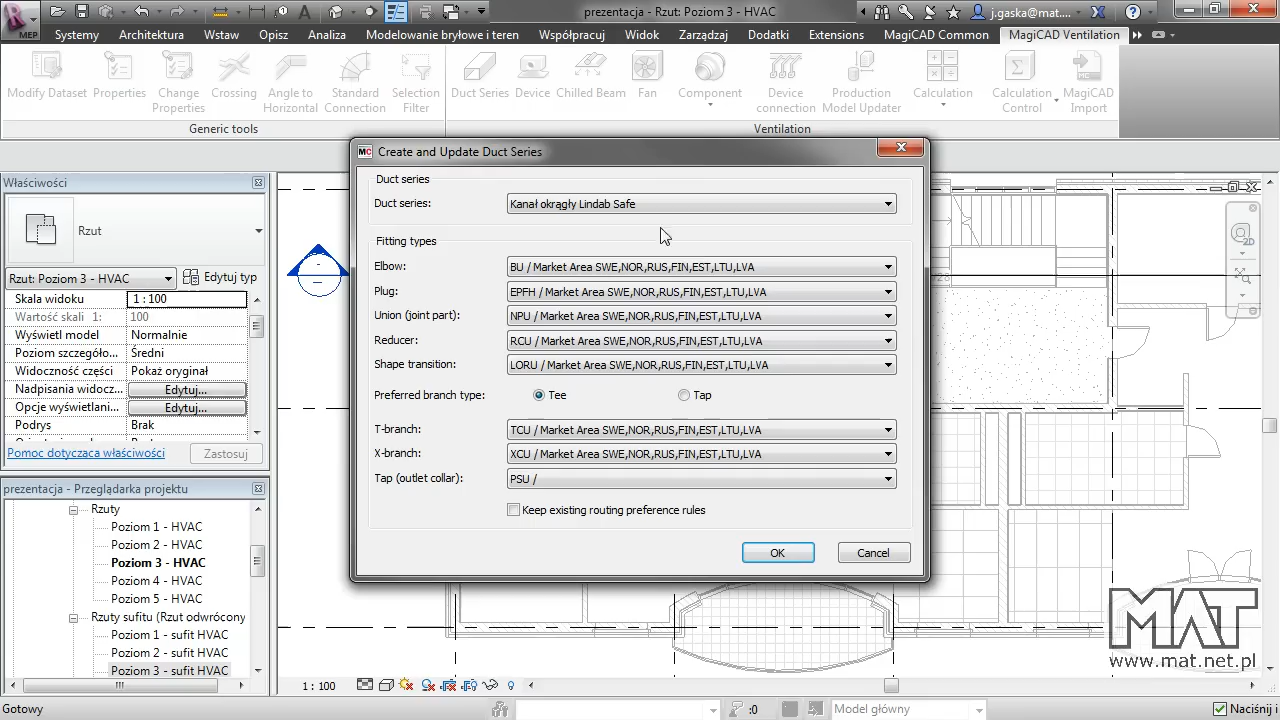 prezentacja - Rzut: Poziom 3 - HVAC
j.gaska@mat....
MEP
Systemy Architektura Wstaw Opisz Analiza Modelowanie bryłowe i teren Współpracuj Widok Zarządzaj Dodatki Extensions MagiCAD Common MagiCAD Ventilation
Modify Dataset Properties Change Properties Crossing Angle to Horizontal Standard Connection Selection Filter
Duct Series Device Chilled Beam Fan Component Device connection Production Model Updater Calculation Calculation Control MagiCAD Import
Generic tools Ventilation
Właściwości
Rzut
Rzut: Poziom 3 - HVAC Edytuj typ
Skala widoku 1 : 100
Wartość skali 1: 100
Wyświetl model Normalnie
Poziom szczegóło... Średni
Widoczność części Pokaż oryginał
Nadpisania widocz... Edytuj...
Opcje wyświetlani... Edytuj...
Podrys Brak
Pomoc dotycząca właściwości Zastosuj
prezentacja - Przeglądarka projektu
Rzuty
Poziom 1 - HVAC
Poziom 2 - HVAC
Poziom 3 - HVAC
Poziom 4 - HVAC
Poziom 5 - HVAC
Rzuty sufitu (Rzut odwrócony
Poziom 1 - sufit HVAC
Poziom 2 - sufit HVAC
Poziom 3 - sufit HVAC
MC Create and Update Duct Series
Duct series
Duct series: Kanał okrągły Lindab Safe
Fitting types
Elbow: BU / Market Area SWE,NOR,RUS,FIN,EST,LTU,LVA
Plug: EPFH / Market Area SWE,NOR,RUS,FIN,EST,LTU,LVA
Union (joint part): NPU / Market Area SWE,NOR,RUS,FIN,EST,LTU,LVA
Reducer: RCU / Market Area SWE,NOR,RUS,FIN,EST,LTU,LVA
Shape transition: LORU / Market Area SWE,NOR,RUS,FIN,EST,LTU,LVA
Preferred branch type: Tee Tap
T-branch: TCU / Market Area SWE,NOR,RUS,FIN,EST,LTU,LVA
X-branch: XCU / Market Area SWE,NOR,RUS,FIN,EST,LTU,LVA
Tap (outlet collar): PSU /
Keep existing routing preference rules
OK Cancel
MAT
www.mat.net.pl
1 : 100
Gotowy :0 Model główny Naciśnij i